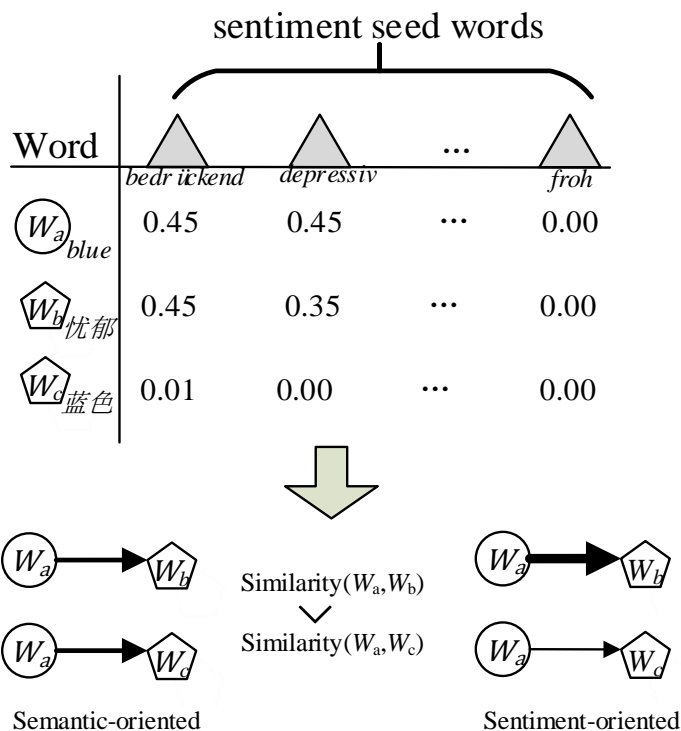 sentiment seed words
Word ...
bedrückend depressiv froh
Wa blue 0.45 0.45 ... 0.00
Wb 忧郁 0.45 0.35 ... 0.00
Wc 蓝色 0.01 0.00 ... 0.00
Wa Wb Similarity(Wa,Wb) Wa Wb
Wa Wc Similarity(Wa,Wc) Wa Wc
Semantic-oriented Sentiment-oriented